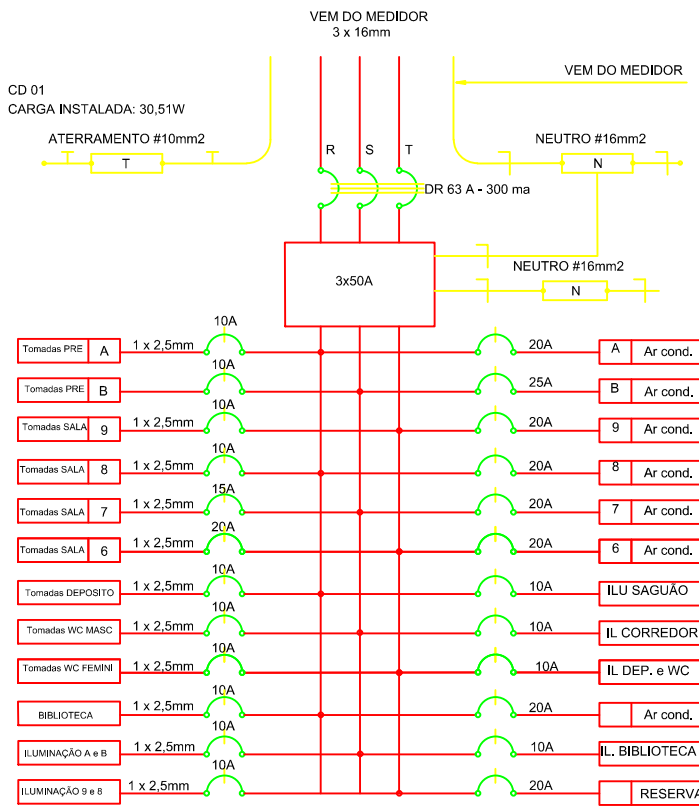 VEM DO MEDIDOR
3 x 16mm
VEM DO MEDIDOR
CD 01
CARGA INSTALADA: 30,51W
ATERRAMENTO #10mm2
NEUTRO #16mm2
R S T
T
N
DR 63 A - 300 ma
3x50A
NEUTRO #16mm2
N
10A
Tomadas PRE A 1 x 2,5mm 20A A Ar cond.
10A
Tomadas PRE B 1 x 2,5mm 25A B Ar cond.
10A
Tomadas SALA 9 1 x 2,5mm 20A 9 Ar cond.
10A
Tomadas SALA 8 1 x 2,5mm 20A 8 Ar cond.
15A
Tomadas SALA 7 1 x 2,5mm 20A 7 Ar cond.
20A
Tomadas SALA 6 1 x 2,5mm 20A 6 Ar cond.
10A
Tomadas DEPOSITO 1 x 2,5mm 10A ILU SAGUÃO
10A
Tomadas WC MASC 1 x 2,5mm 10A IL CORREDOR
10A
Tomadas WC FEMINI 1 x 2,5mm 10A IL DEP. e WC
10A
BIBLIOTECA 1 x 2,5mm 20A Ar cond.
10A
ILUMINAÇÃO A e B 1 x 2,5mm 10A IL. BIBLIOTECA
10A
ILUMINAÇÃO 9 e 8 1 x 2,5mm 20A RESERVA